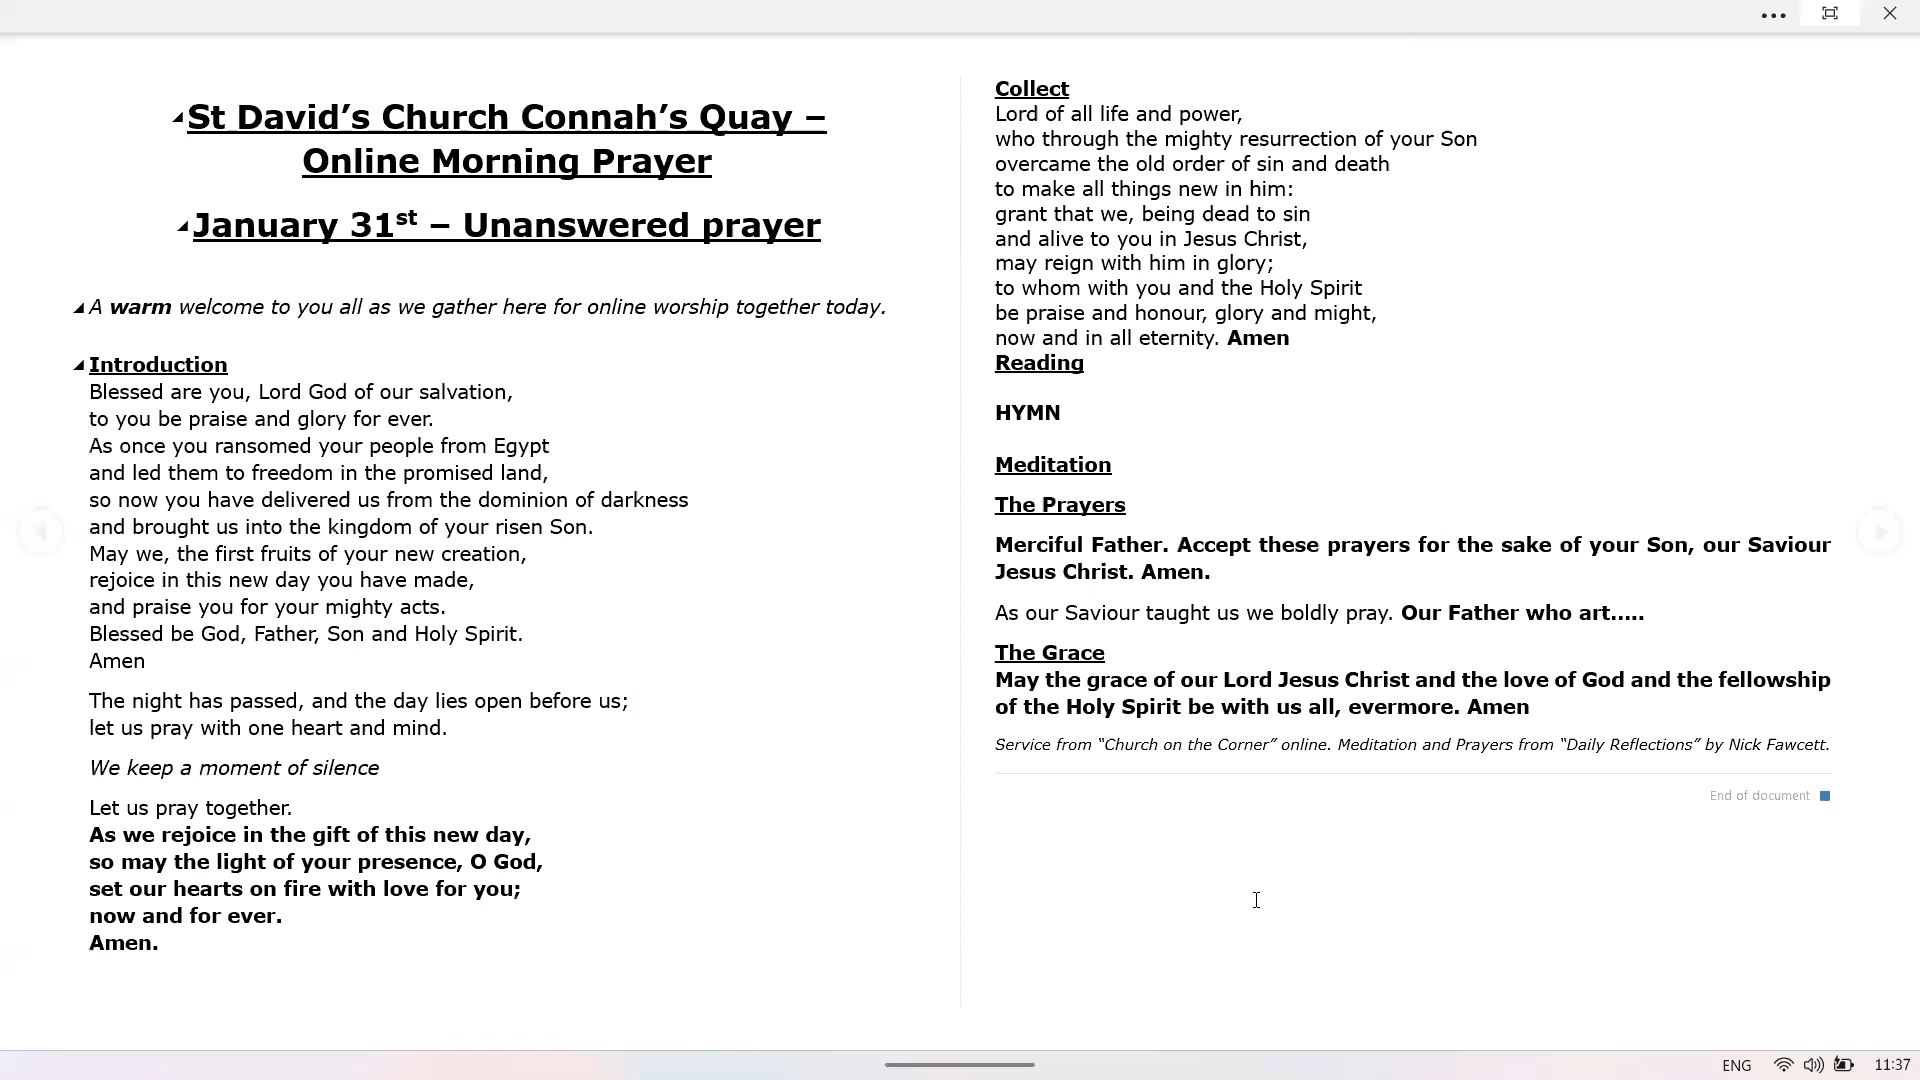 St David’s Church Connah’s Quay –
Online Morning Prayer
January 31st – Unanswered prayer
A warm welcome to you all as we gather here for online worship together today.
Introduction
Blessed are you, Lord God of our salvation,
to you be praise and glory for ever.
As once you ransomed your people from Egypt
and led them to freedom in the promised land,
so now you have delivered us from the dominion of darkness
and brought us into the kingdom of your risen Son.
May we, the first fruits of your new creation,
rejoice in this new day you have made,
and praise you for your mighty acts.
Blessed be God, Father, Son and Holy Spirit.
Amen
The night has passed, and the day lies open before us;
let us pray with one heart and mind.
We keep a moment of silence
Let us pray together.
As we rejoice in the gift of this new day,
so may the light of your presence, O God,
set our hearts on fire with love for you;
now and for ever.
Amen.
Collect
Lord of all life and power,
who through the mighty resurrection of your Son
overcame the old order of sin and death
to make all things new in him:
grant that we, being dead to sin
and alive to you in Jesus Christ,
may reign with him in glory;
to whom with you and the Holy Spirit
be praise and honour, glory and might,
now and in all eternity. Amen
Reading
HYMN
Meditation
The Prayers
Merciful Father. Accept these prayers for the sake of your Son, our Saviour
Jesus Christ. Amen.
As our Saviour taught us we boldly pray. Our Father who art.....
The Grace
May the grace of our Lord Jesus Christ and the love of God and the fellowship
of the Holy Spirit be with us all, evermore. Amen
Service from “Church on the Corner” online. Meditation and Prayers from “Daily Reflections” by Nick Fawcett.
End of document
ENG
11:37